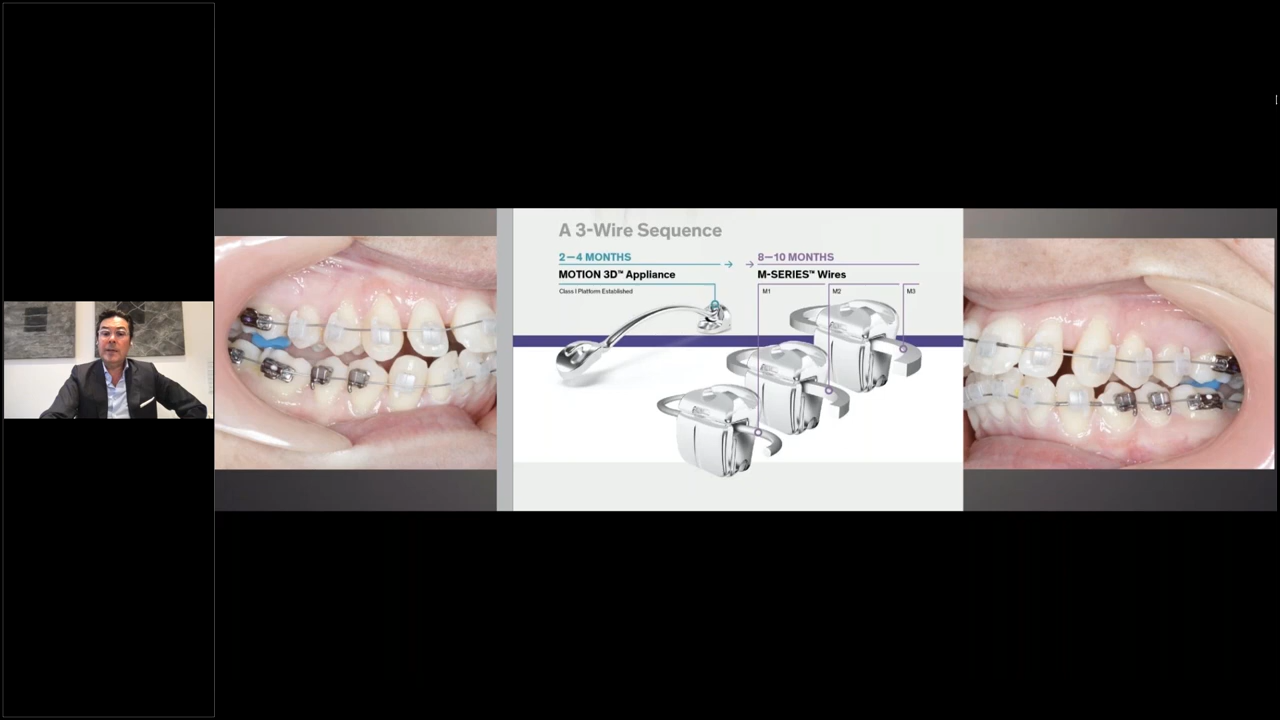 A 3-Wire Sequence
2—4 MONTHS
8—10 MONTHS
MOTION 3D™ Appliance
M-SERIES™ Wires
Class I Platform Established
M1
M2
M3